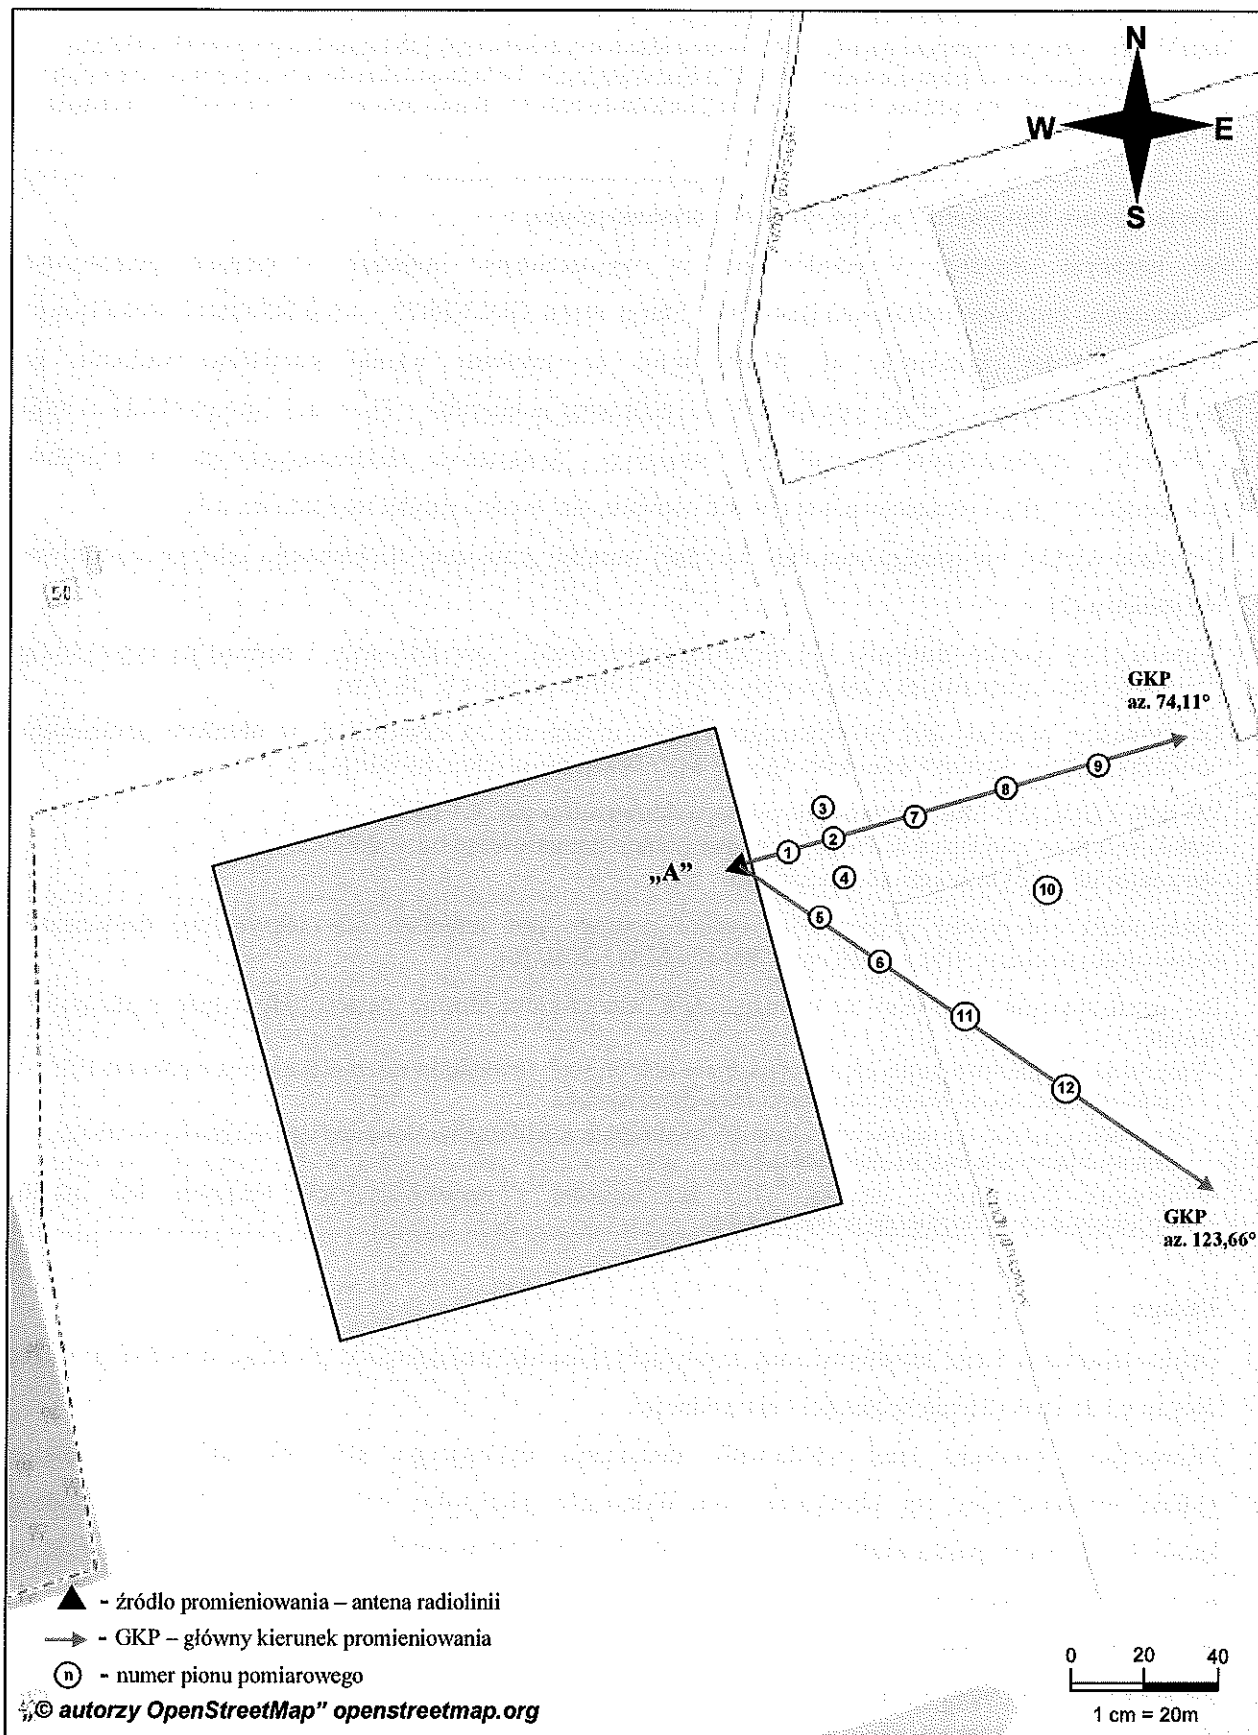 N
W E
S
50
GKP
az. 74,11°
9
8
3
7
2
1
„A”
4
10
5
6
11
12
GKP
az. 123,66°
- źródło promieniowania – antena radiolinii
- GKP – główny kierunek promieniowania
n - numer pionu pomiarowego
„© autorzy OpenStreetMap” openstreetmap.org
0 20 40
1 cm = 20m